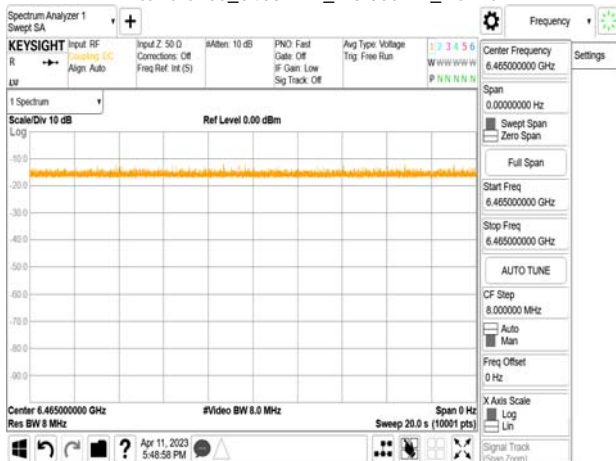 Spectrum Analyzer 1
Swept SA
Frequency
Settings
KEYSIGHT
R
LXI
Input: RF
Coupling: DC
Align: Auto
Input Z: 50 Ω
Corrections: Off
Freq Ref: Int (S)
#Atten: 10 dB
PNO: Fast
Gate: Off
IF Gain: Low
Sig Track: Off
Avg Type: Voltage
Trig: Free Run
1 2 3 4 5 6
W W W W W W
P N N N N N
1 Spectrum
Scale/Div 10 dB
Ref Level 0.00 dBm
Log
-10.0
-20.0
-30.0
-40.0
-50.0
-60.0
-70.0
-80.0
-90.0
Center 6.465000000 GHz
#Video BW 8.0 MHz
Span 0 Hz
Res BW 8 MHz
Sweep 20.0 s (10001 pts)
Apr 11, 2023
5:48:58 PM
Center Frequency
6.465000000 GHz
Span
0.00000000 Hz
Swept Span
Zero Span
Full Span
Start Freq
6.465000000 GHz
Stop Freq
6.465000000 GHz
AUTO TUNE
CF Step
8.000000 MHz
Auto
Man
Freq Offset
0 Hz
X Axis Scale
Log
Lin
Signal Track
(Span Zoom)